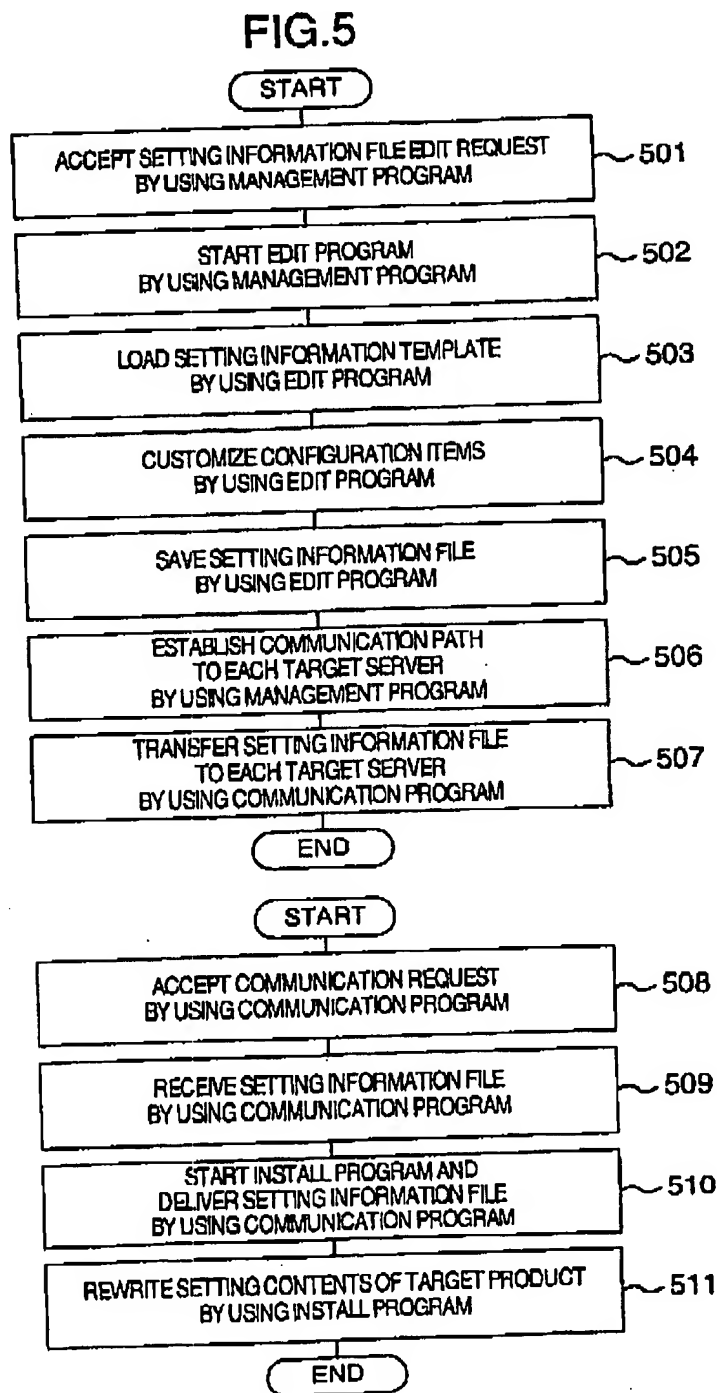 FIG.5
START
ACCEPT SETTING INFORMATION FILE EDIT REQUEST
BY USING MANAGEMENT PROGRAM
501
START EDIT PROGRAM
BY USING MANAGEMENT PROGRAM
502
LOAD SETTING INFORMATION TEMPLATE
BY USING EDIT PROGRAM
503
CUSTOMIZE CONFIGURATION ITEMS
BY USING EDIT PROGRAM
504
SAVE SETTING INFORMATION FILE
BY USING EDIT PROGRAM
505
ESTABLISH COMMUNICATION PATH
TO EACH TARGET SERVER
BY USING MANAGEMENT PROGRAM
506
TRANSFER SETTING INFORMATION FILE
TO EACH TARGET SERVER
BY USING COMMUNICATION PROGRAM
507
END
START
ACCEPT COMMUNICATION REQUEST
BY USING COMMUNICATION PROGRAM
508
RECEIVE SETTING INFORMATION FILE
BY USING COMMUNICATION PROGRAM
509
START INSTALL PROGRAM AND
DELIVER SETTING INFORMATION FILE
BY USING COMMUNICATION PROGRAM
510
REWRITE SETTING CONTENTS OF TARGET PRODUCT
BY USING INSTALL PROGRAM
511
END